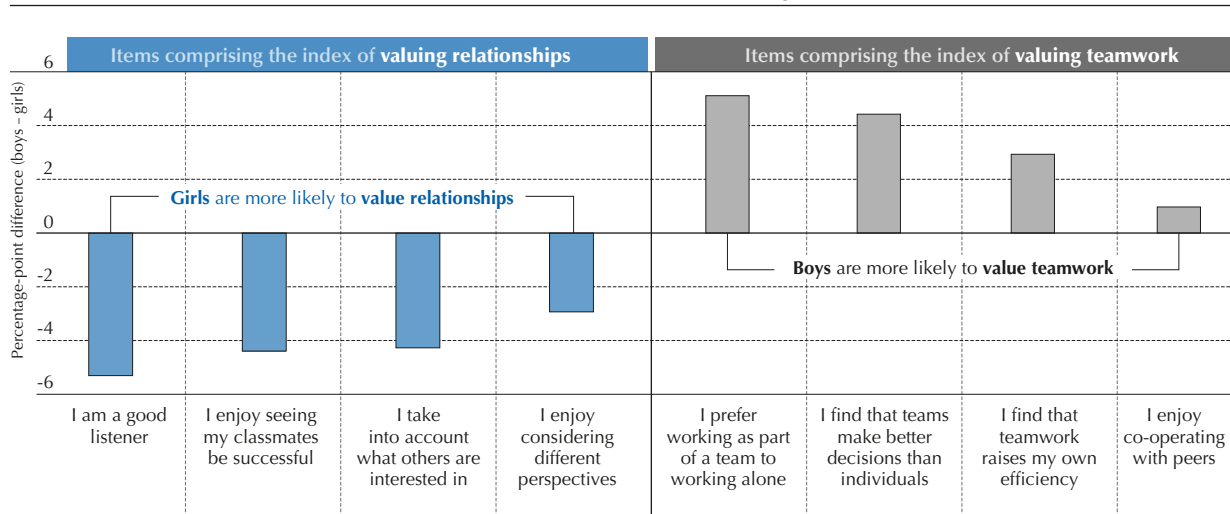 Items comprising the index of valuing relationships
Items comprising the index of valuing teamwork
Percentage-point difference (boys – girls)
6
4
2
0
-2
-4
-6
Girls are more likely to value relationships
Boys are more likely to value teamwork
I am a good
listener
I enjoy seeing
my classmates
be successful
I take
into account
what others are
interested in
I enjoy
considering
different
perspectives
I prefer
working as part
of a team to
working alone
I find that teams
make better
decisions than
individuals
I find that
teamwork
raises my own
efficiency
I enjoy
co-operating
with peers